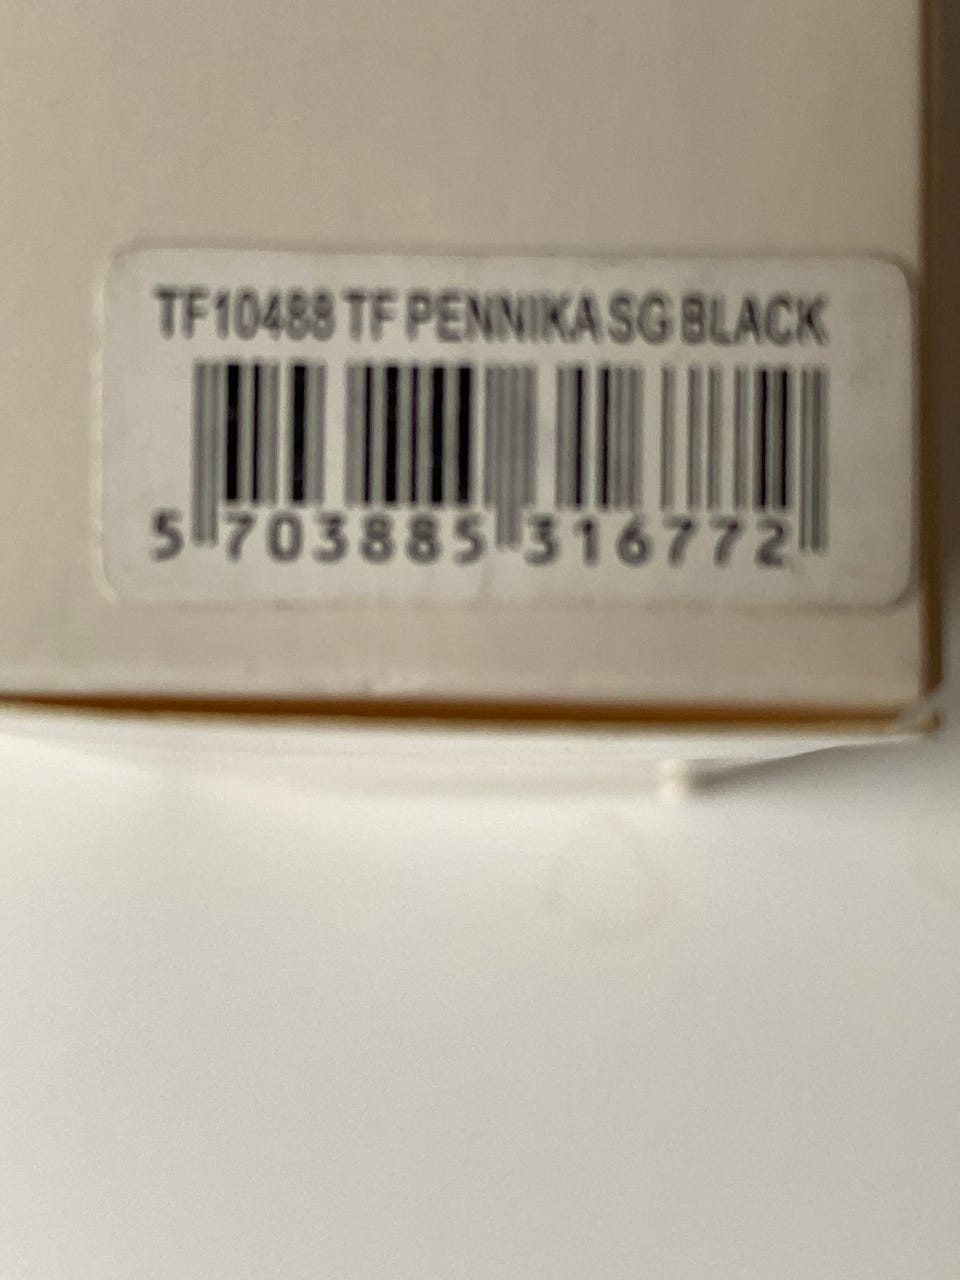 TF10488 TF PENNIKA SG BLACK
5 703885 316772